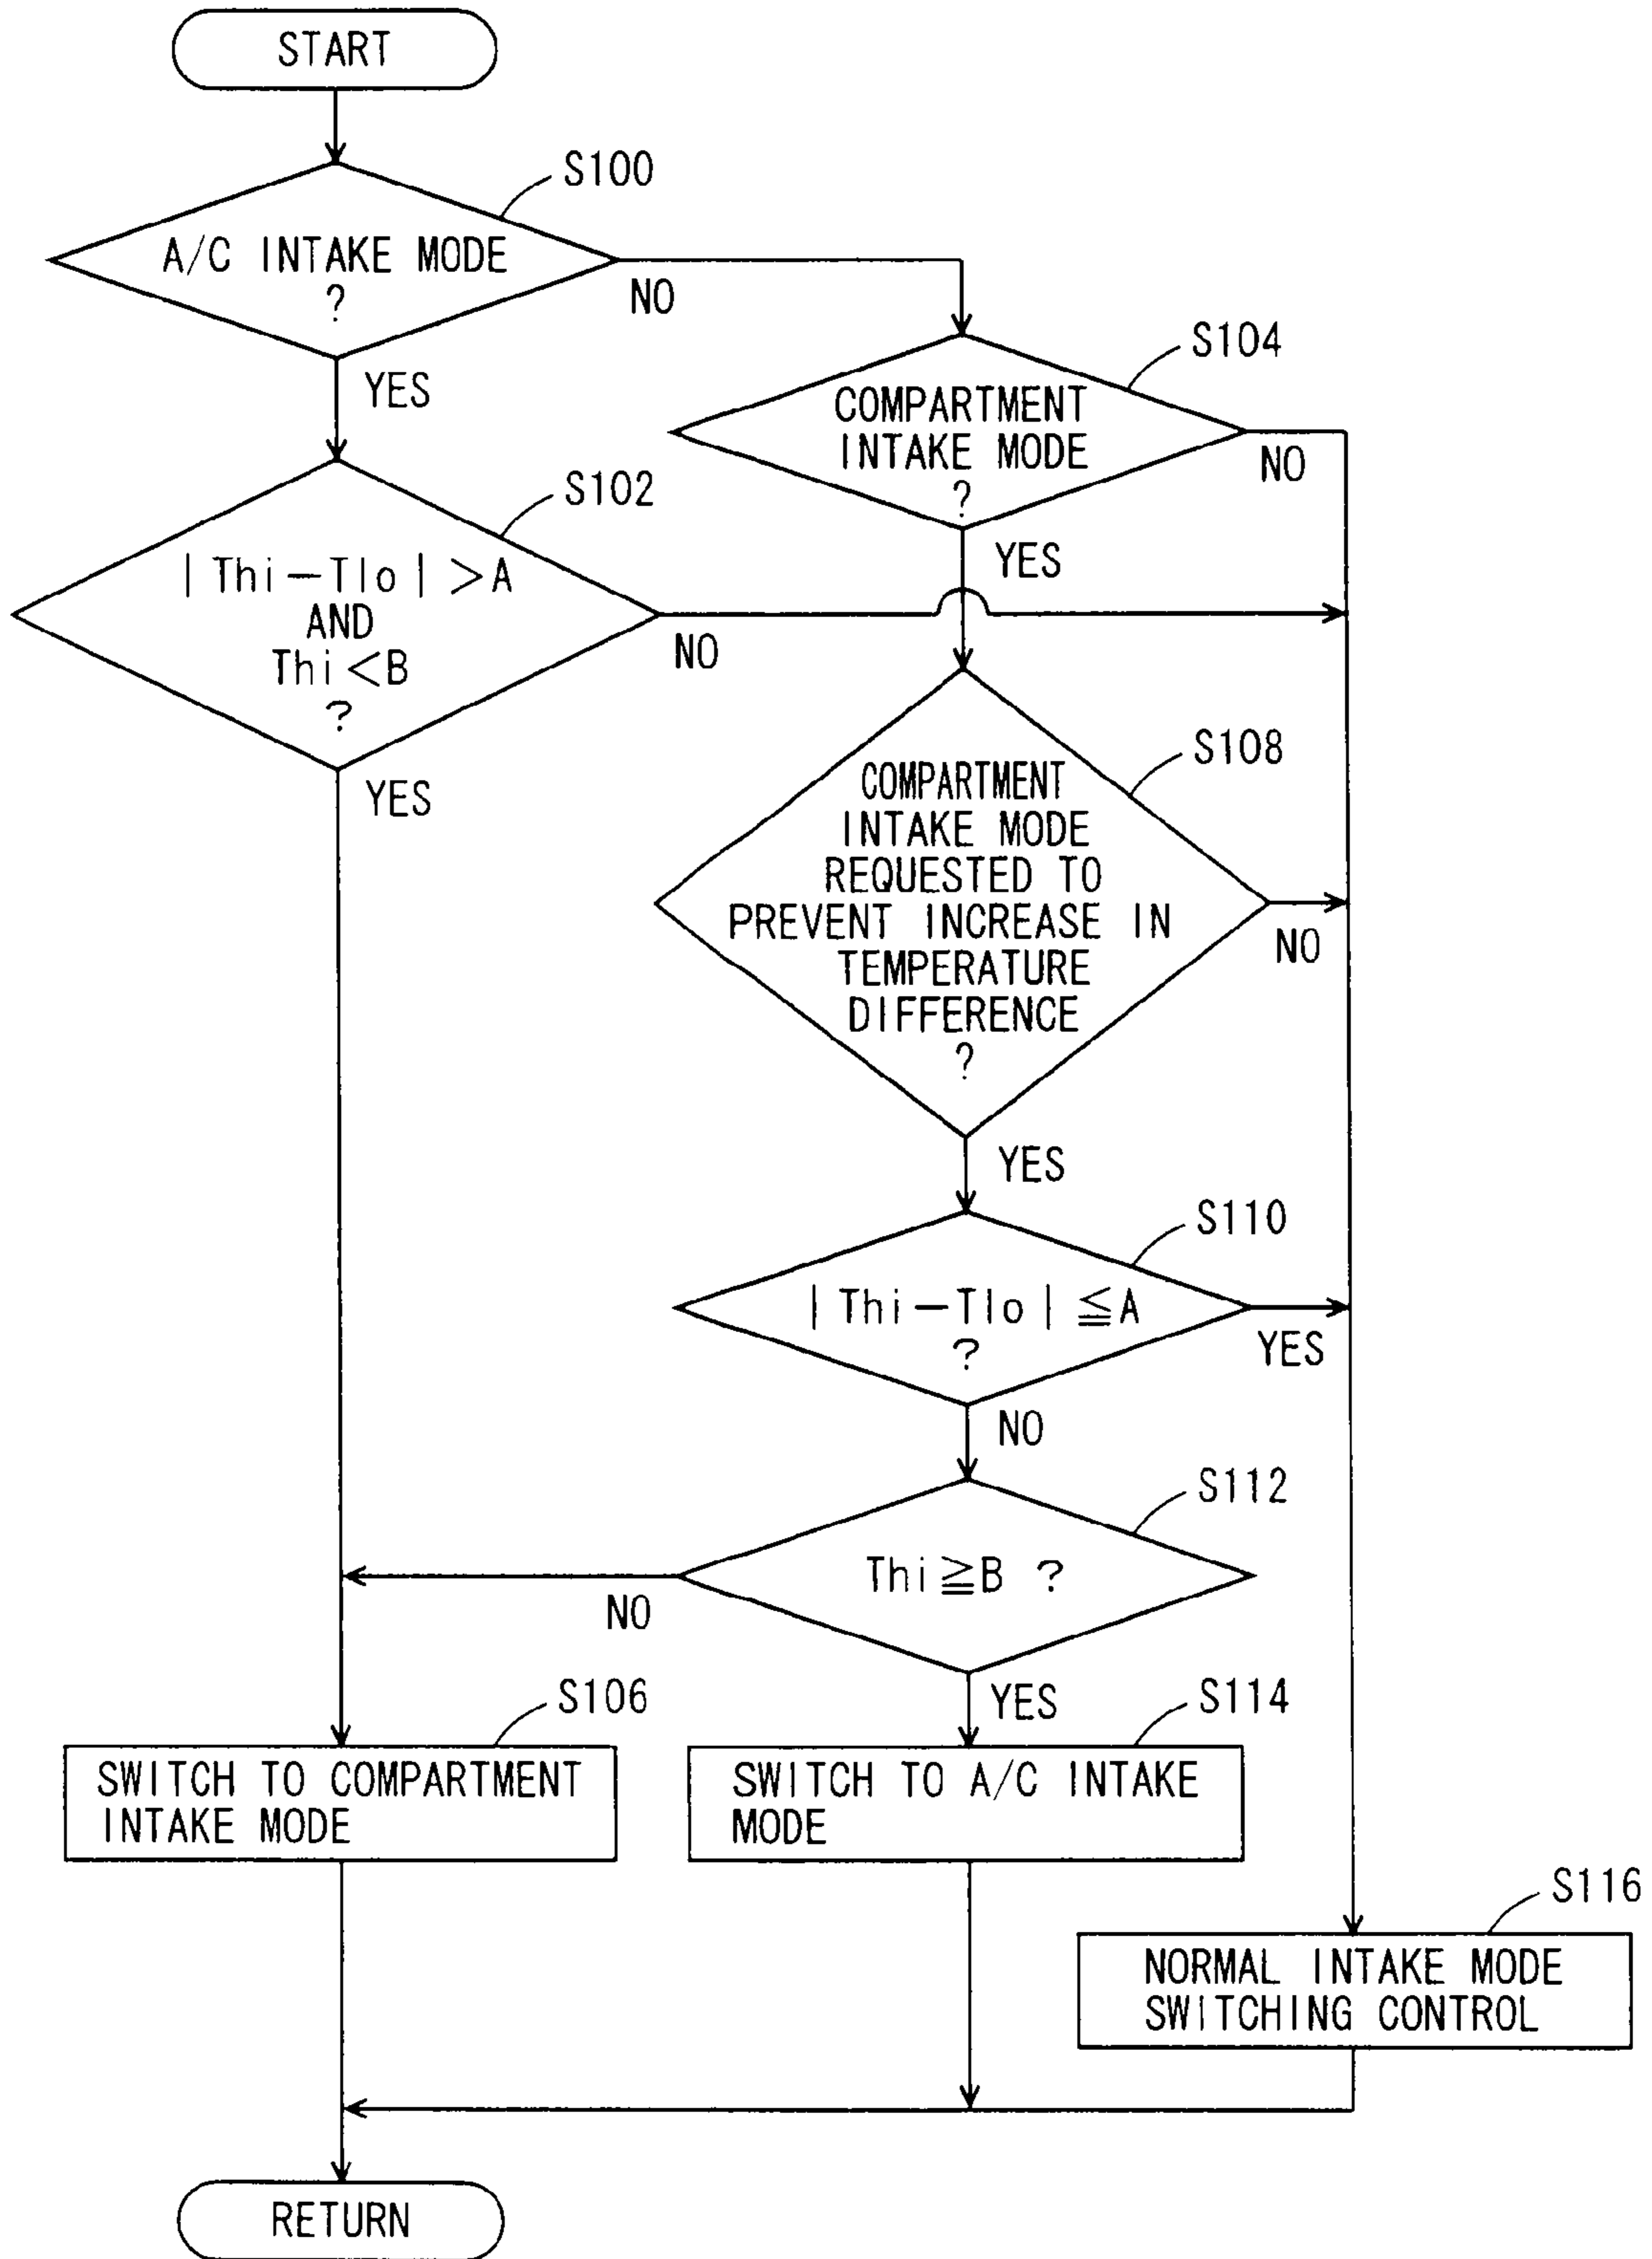 START
S100
A/C INTAKE MODE
?
NO
YES
S104
COMPARTMENT
INTAKE MODE
?
NO
YES
S102
|Thi-Tlo|>A
AND
Thi<B
?
NO
YES
S108
COMPARTMENT
INTAKE MODE
REQUESTED TO
PREVENT INCREASE IN
TEMPERATURE
DIFFERENCE
?
NO
YES
S110
|Thi-Tlo|≦A
?
YES
NO
S112
Thi≧B ?
NO
YES
S106
SWITCH TO COMPARTMENT
INTAKE MODE
S114
SWITCH TO A/C INTAKE
MODE
S116
NORMAL INTAKE MODE
SWITCHING CONTROL
RETURN